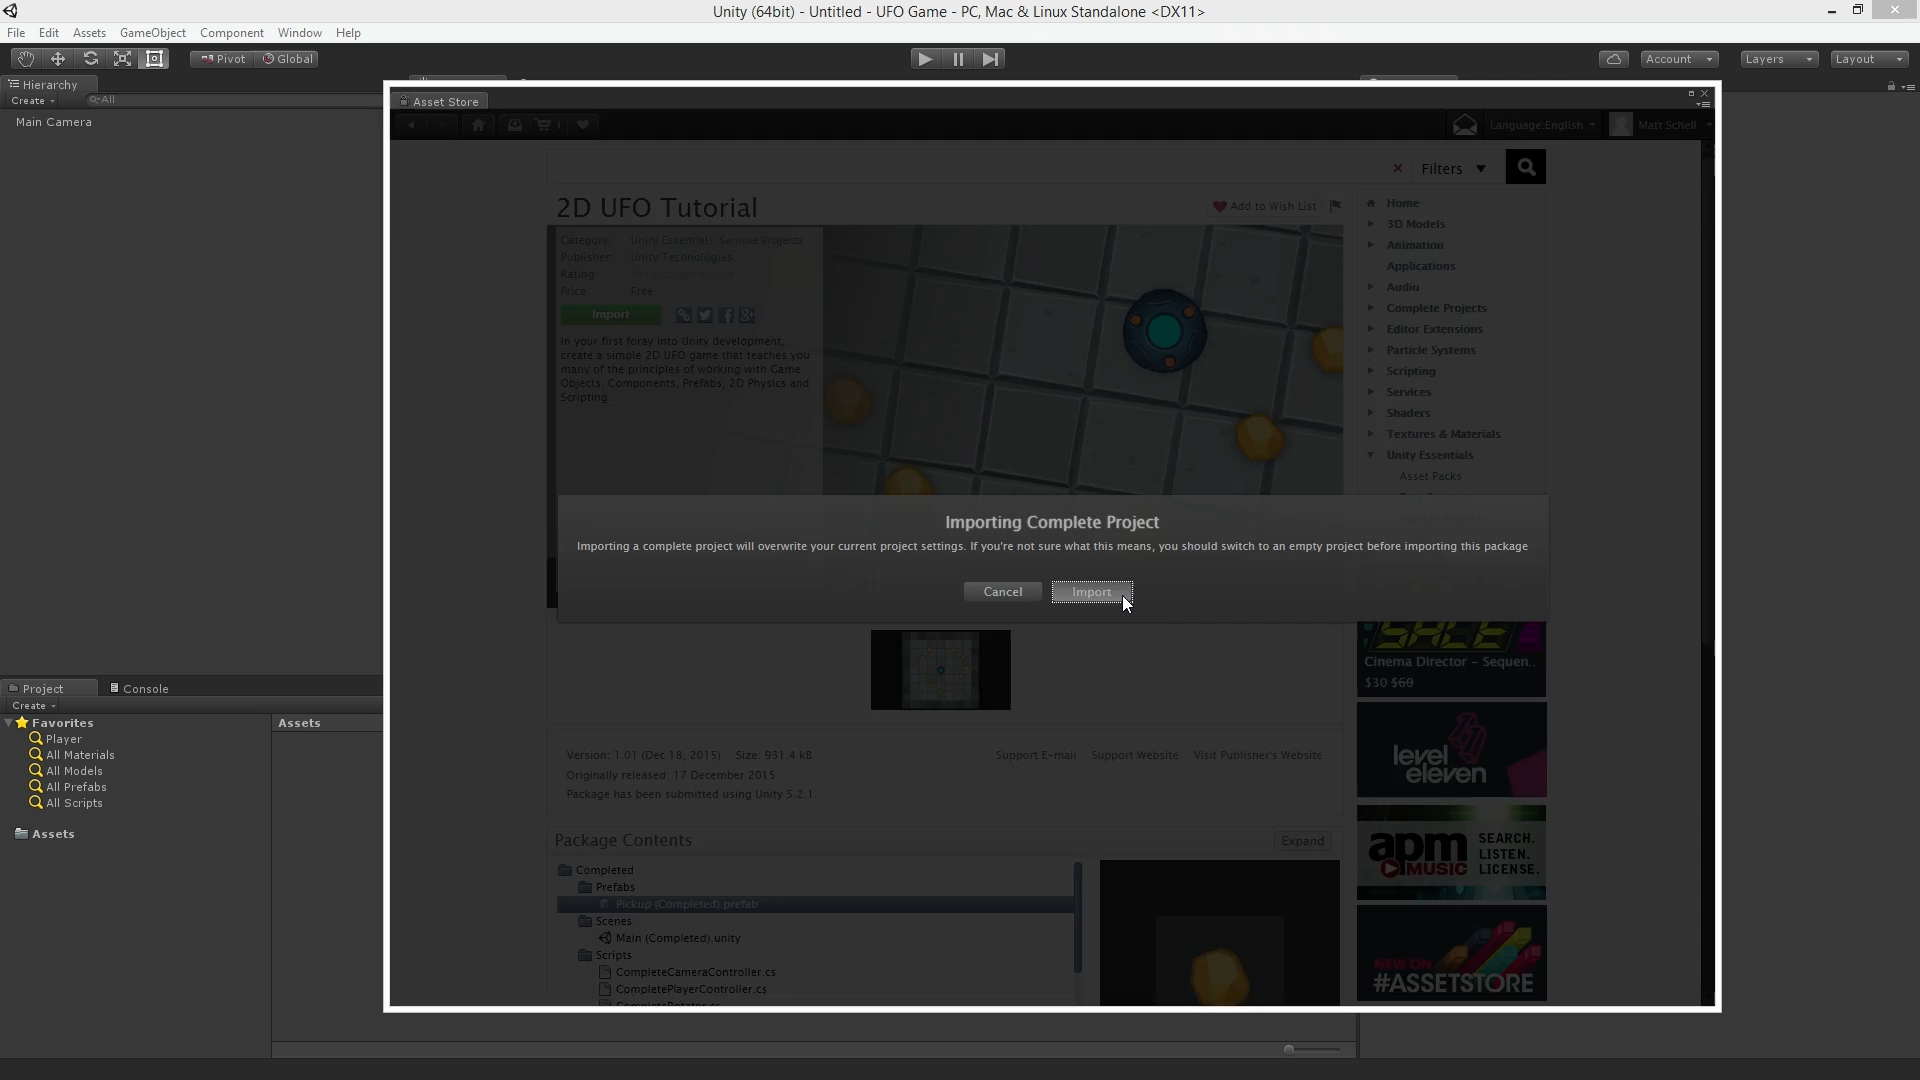 Unity (64bit) - Untitled - UFO Game - PC, Mac & Linux Standalone <DX11>
File Edit Assets GameObject Component Window Help
Pivot Global
Account Layers Layout
Hierarchy
Create All
Main Camera
Asset Store
Language:English Matt Schell
Filters
2D UFO Tutorial
Add to Wish List
Category: Unity Essentials/Sample Projects
Publisher: Unity Technologies
Rating:
Price: Free
Import
In your first foray into Unity development,
create a simple 2D UFO game that teaches you
many of the principles of working with Game
Objects, Components, Prefabs, 2D Physics and
Scripting.
Home
3D Models
Animation
Applications
Audio
Complete Projects
Editor Extensions
Particle Systems
Scripting
Services
Shaders
Textures & Materials
Unity Essentials
Asset Packs
Importing Complete Project
Importing a complete project will overwrite your current project settings. If you're not sure what this means, you should switch to an empty project before importing this package
Cancel Import
SALE
Cinema Director - Sequen..
$30 $60
level
eleven
apm
MUSIC
SEARCH.
LISTEN.
LICENSE.
NEW ON
#ASSETSTORE
Version: 1.01 (Dec 18, 2015) Size: 931.4 kB
Support E-mail Support Website Visit Publisher's Website
Originally released: 17 December 2015
Package has been submitted using Unity 5.2.1.
Package Contents
Expand
Completed
Prefabs
Pickup (Completed).prefab
Scenes
Main (Completed).unity
Scripts
CompleteCameraController.cs
CompletePlayerController.cs
CompleteRotator.cs
Project Console
Create
Favorites
Player
All Materials
All Models
All Prefabs
All Scripts
Assets
Assets